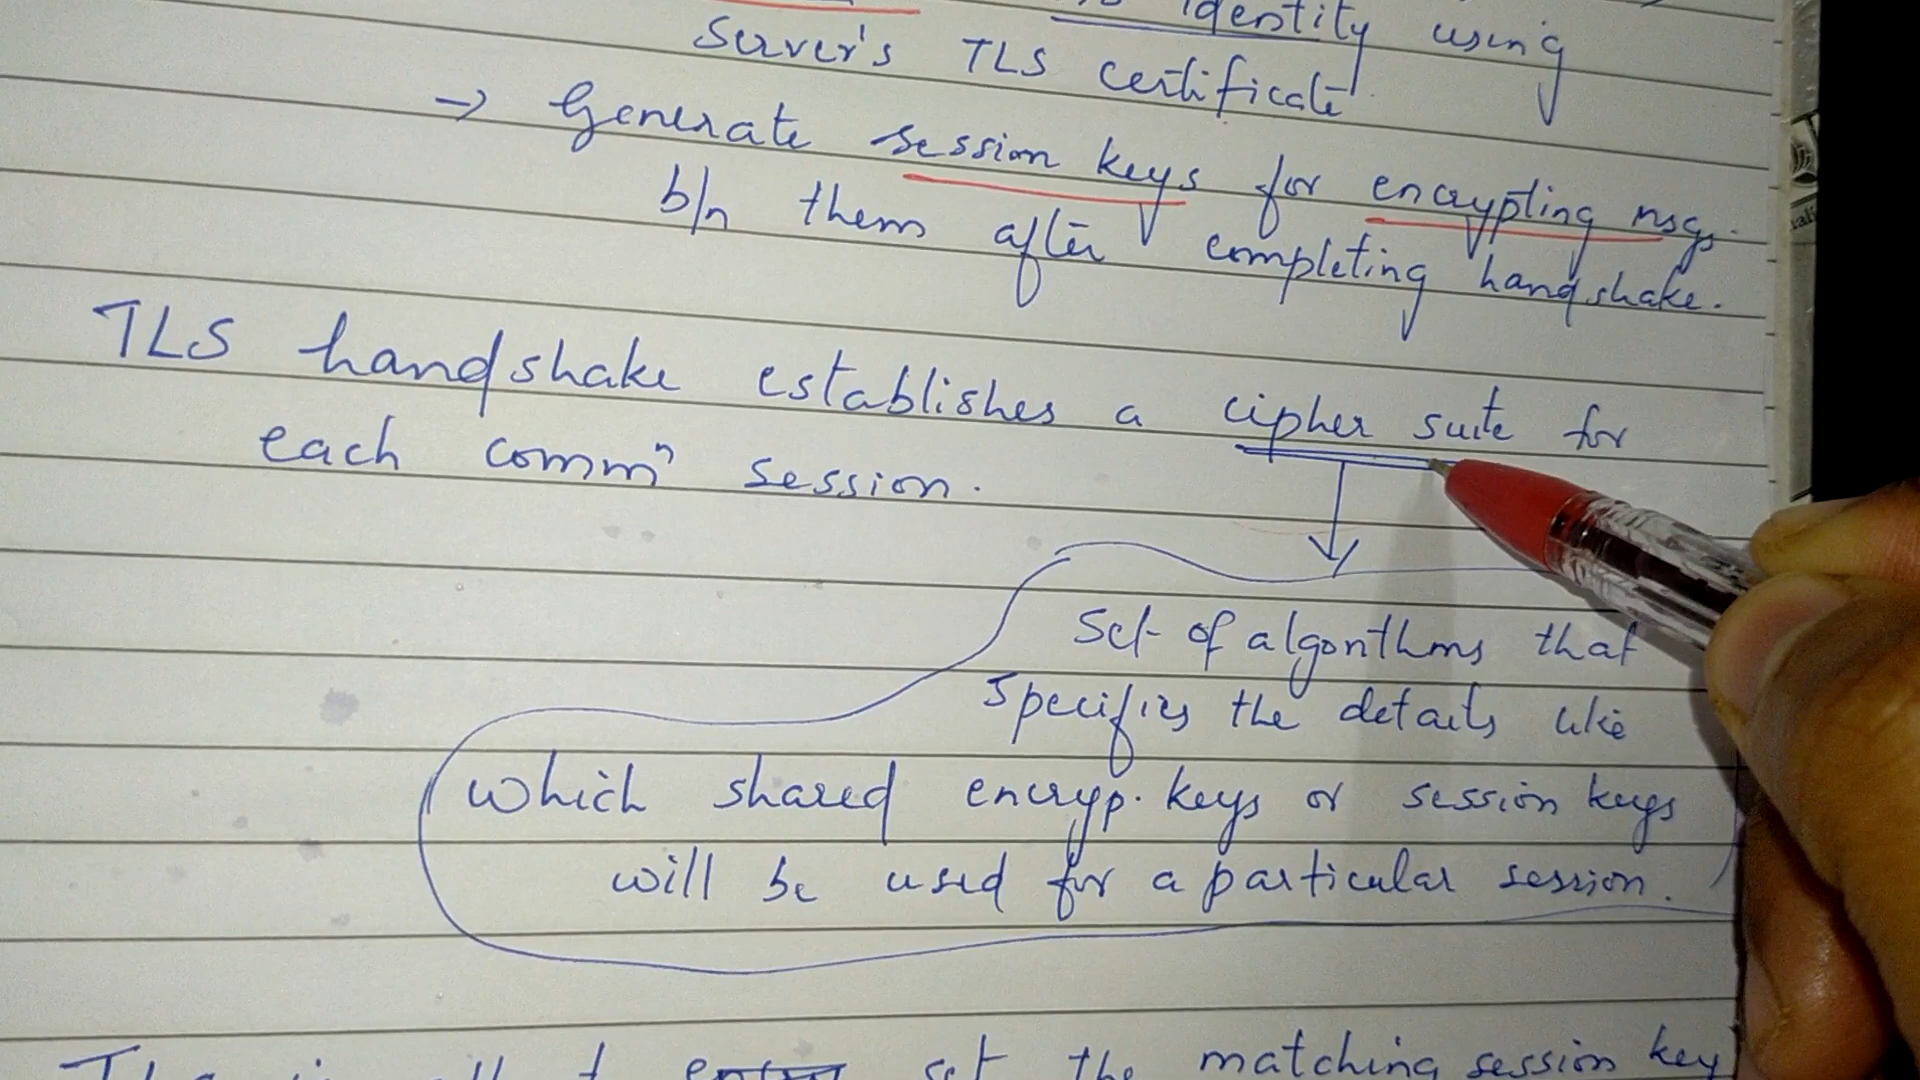 identity using
Server's TLS certificate
→ Generate session keys for encrypting msgs.
b/n them after completing handshake.
TLS handshake establishes a cipher suite for
each commⁿ session.
Set of algorithms that
specifies the details like
which shared encryp. keys or session keys
will be used for a particular session.
set the matching session key